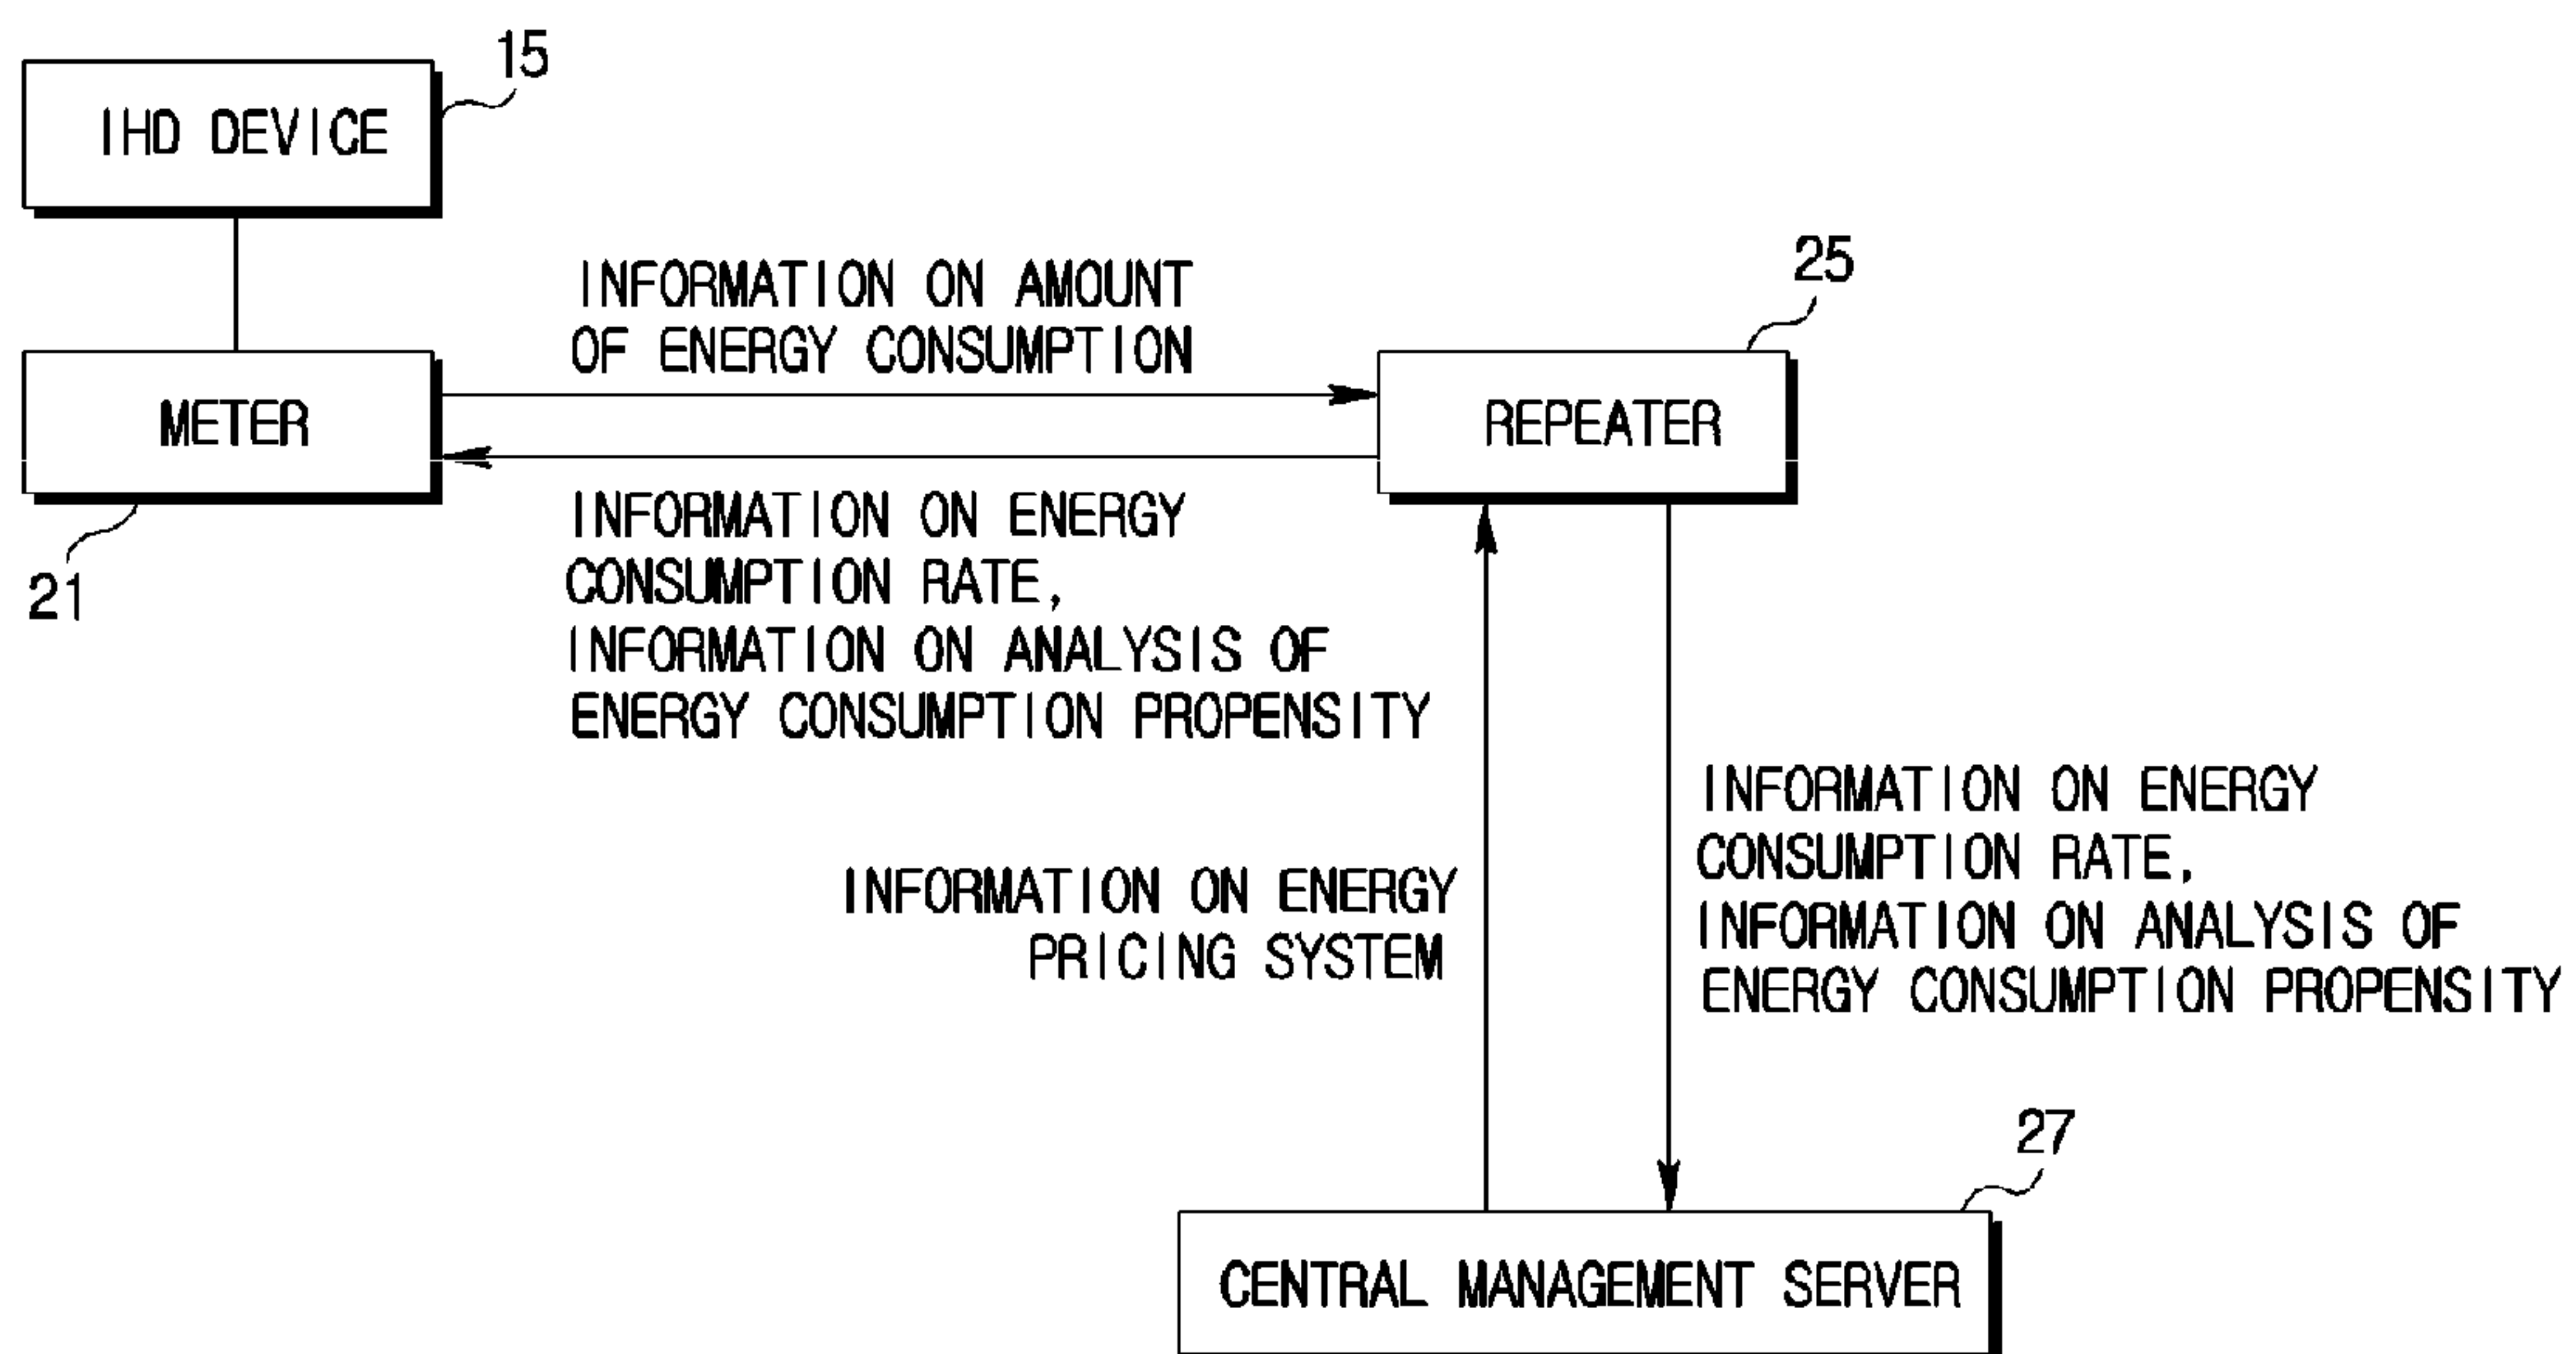 15
IHD DEVICE
25
INFORMATION ON AMOUNT
OF ENERGY CONSUMPTION
METER
REPEATER
21
INFORMATION ON ENERGY
CONSUMPTION RATE,
INFORMATION ON ANALYSIS OF
ENERGY CONSUMPTION PROPENSITY
INFORMATION ON ENERGY
PRICING SYSTEM
INFORMATION ON ENERGY
CONSUMPTION RATE,
INFORMATION ON ANALYSIS OF
ENERGY CONSUMPTION PROPENSITY
27
CENTRAL MANAGEMENT SERVER